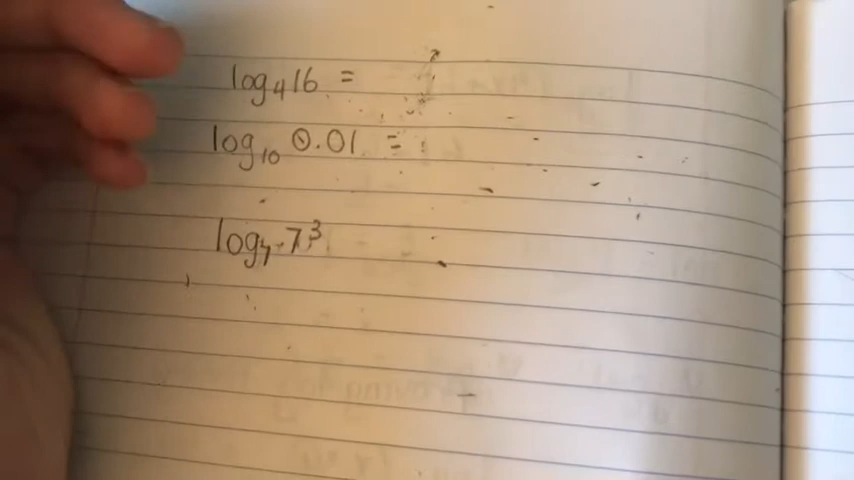 log₄16 =
log₁₀ 0.01 =
log₇ 7³